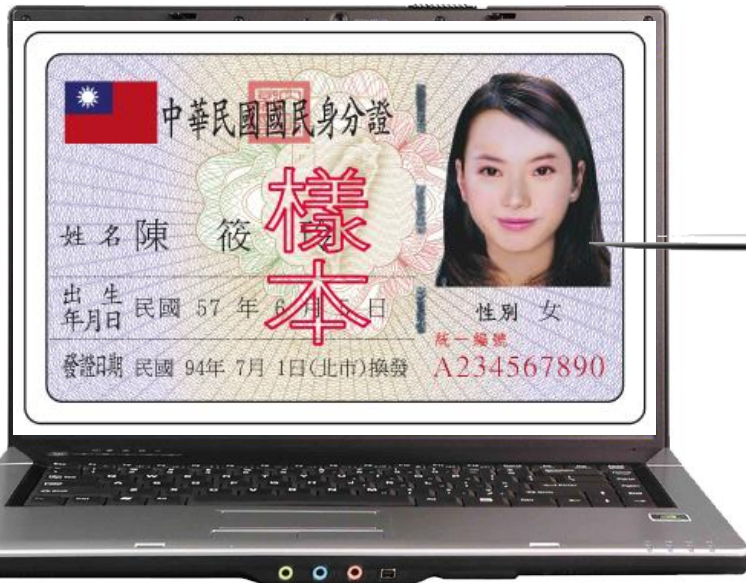 中華民國國民身分證
樣本
姓名 陳 筱
出生年月日 民國 57 年 6 月 5 日
性別 女
統一編號
發證日期 民國 94年 7月 1日(北市)換發
A234567890